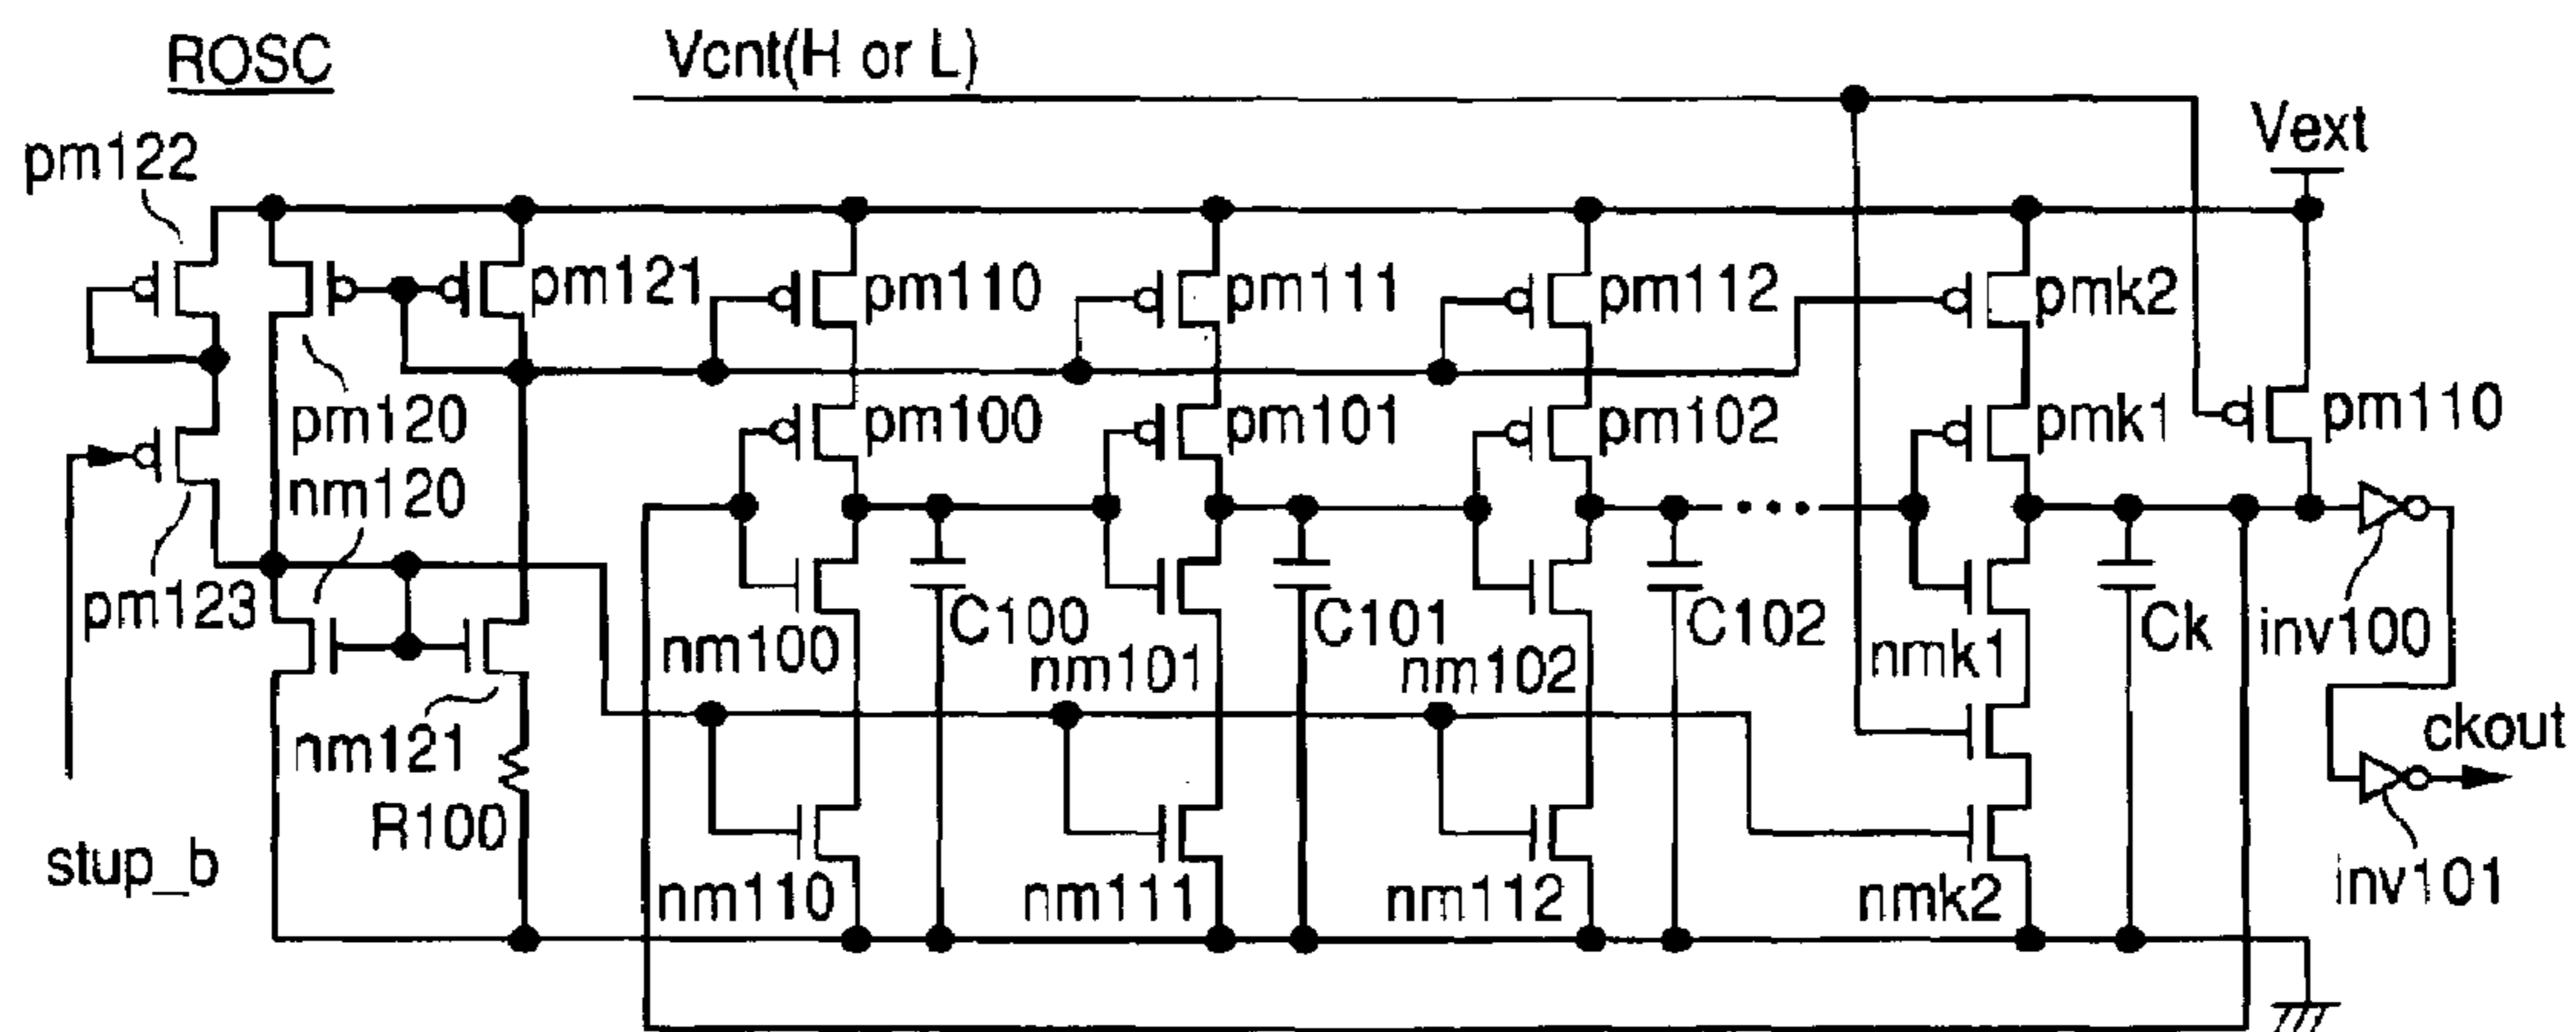 ROSC
Vcnt(H or L)
Vext
pm122
pm121
pm110
pm111
pm112
pmk2
pm120
pm100
pm101
pm102
pmk1
pm110
nm120
pm123
C100
C101
C102
Ck
inv100
nm100
nm101
nm102
nmk1
nm121
R100
ckout
stup_b
nm110
nm111
nm112
nmk2
inv101